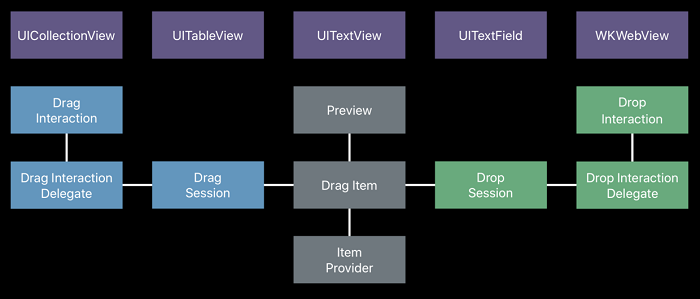 UICollectionView
UITableView
UITextView
UITextField
WKWebView
Drag
Interaction
Preview
Drop
Interaction
Drag Interaction
Delegate
Drag
Session
Drag Item
Drop
Session
Drop Interaction
Delegate
Item
Provider